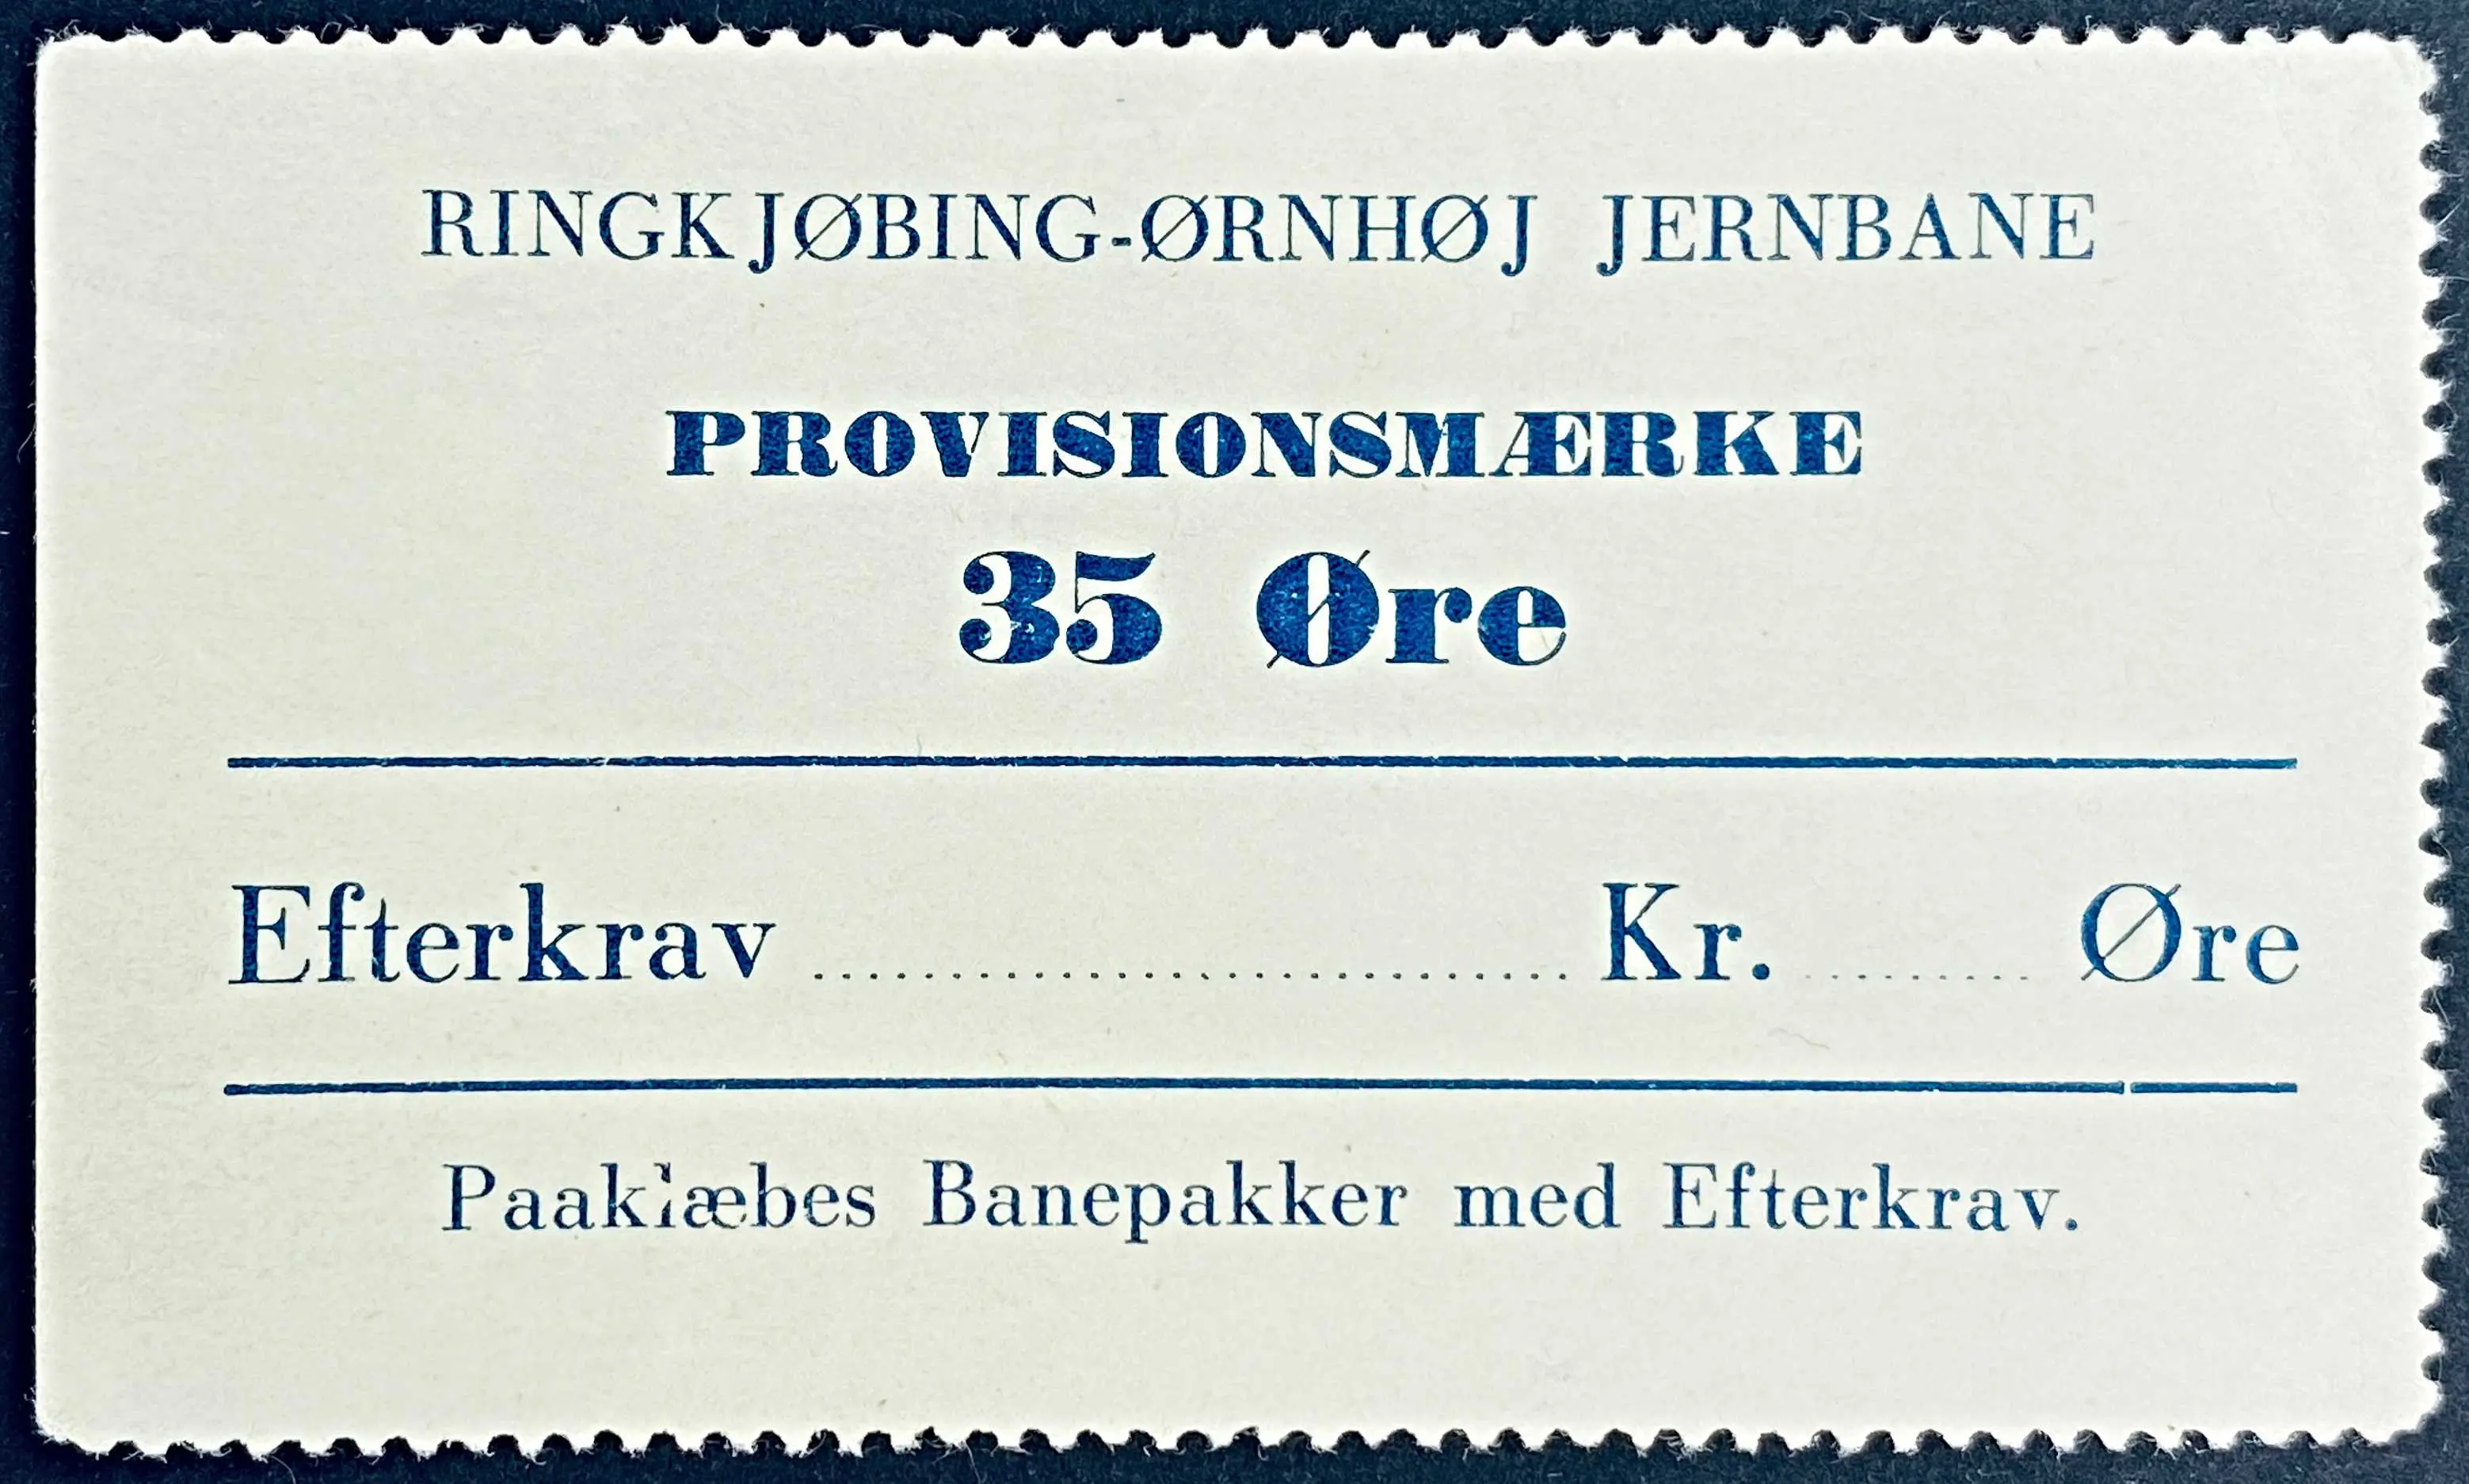 RINGKJØBING-ØRNHØJ JERNBANE
PROVISIONSMÆRKE
35 Øre
Efterkrav ............................ Kr. ......... Øre
Paaklæbes Banepakker med Efterkrav.